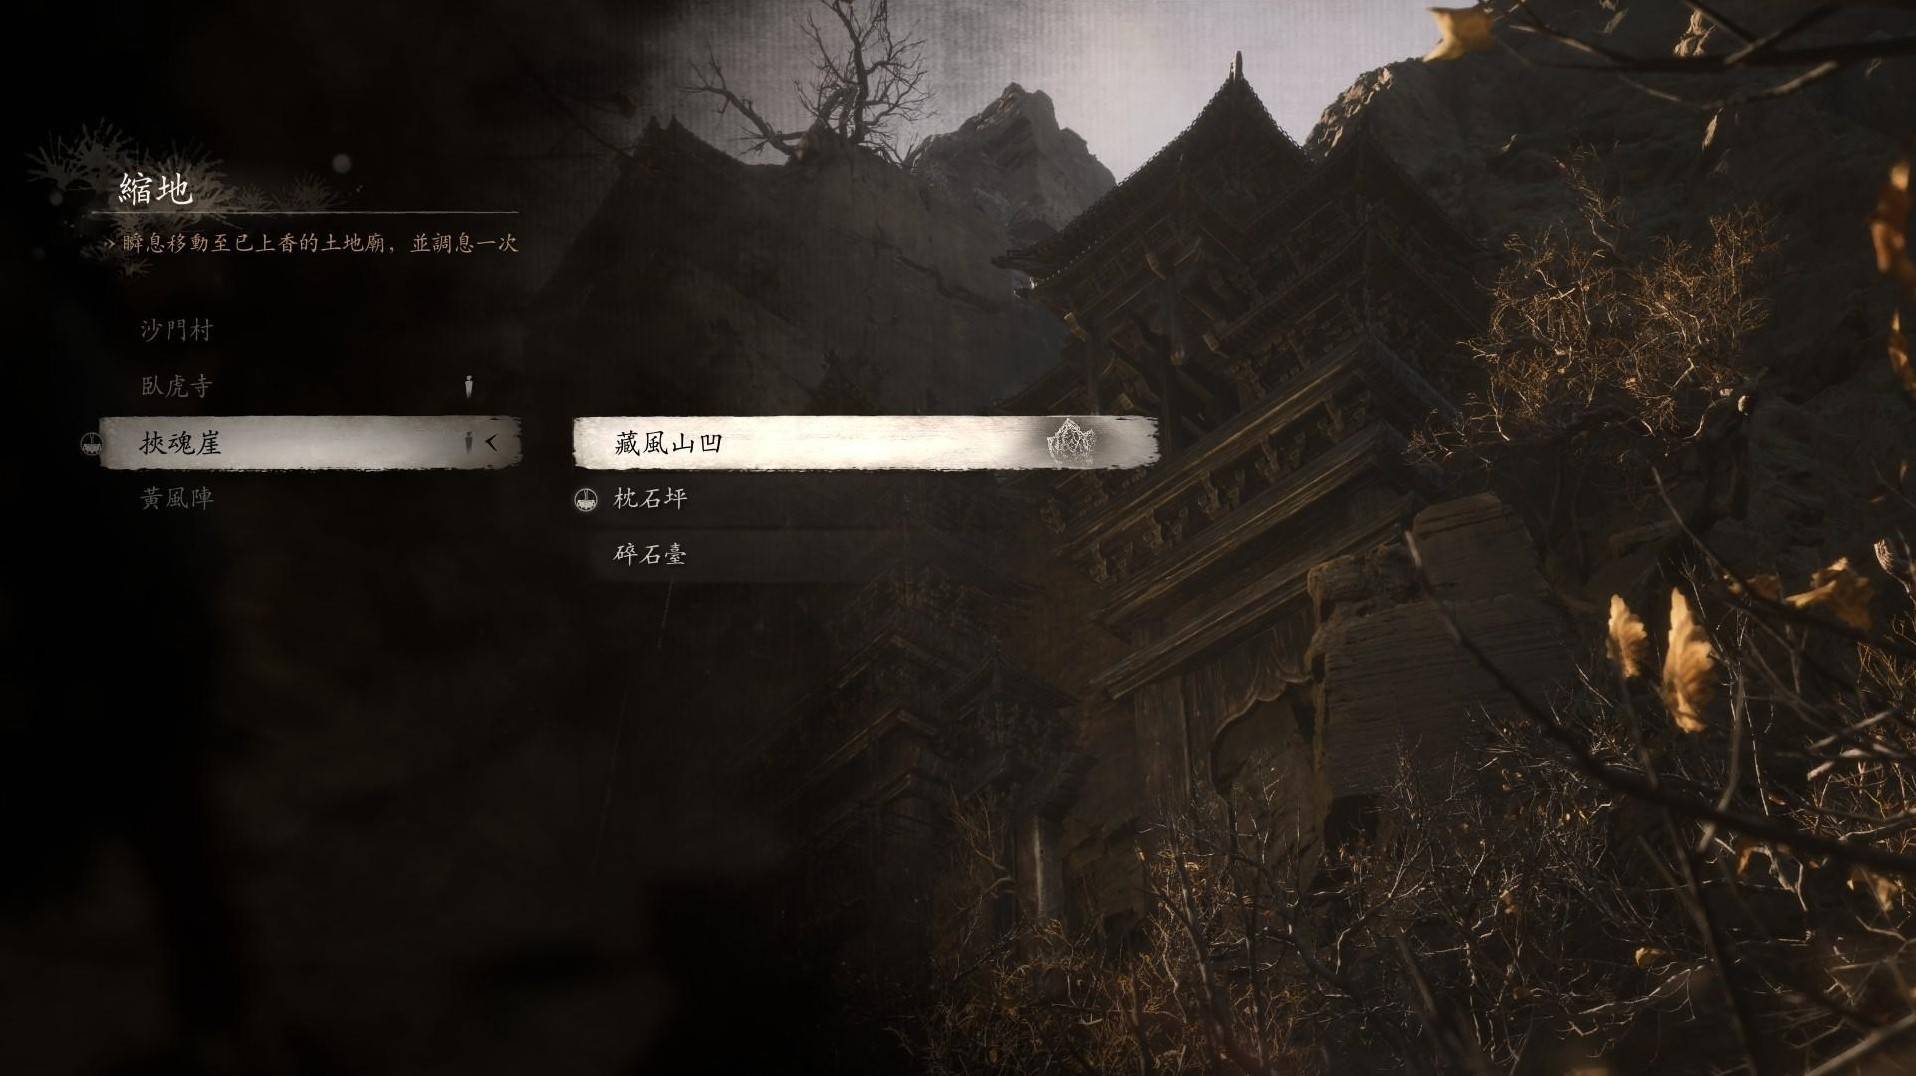 縮地
瞬息移動至已上香的土地廟，並調息一次
沙門村
臥虎寺
挾魂崖
黃風陣
藏風山凹
枕石坪
碎石臺